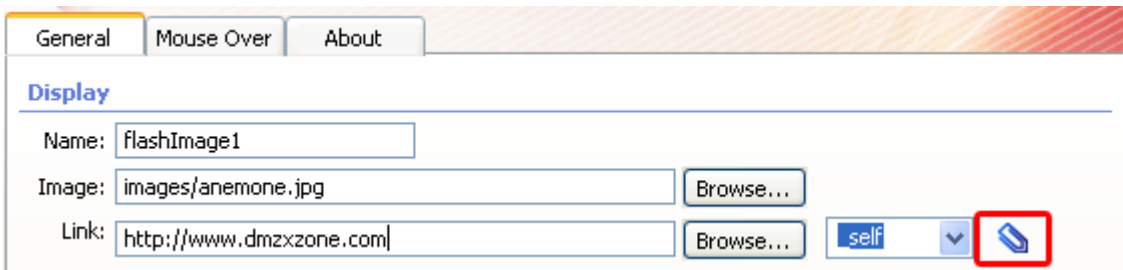 General Mouse Over About
Display
Name: flashImage1
Image: images/anemone.jpg Browse...
Link: http://www.dmzxzone.com Browse... _self